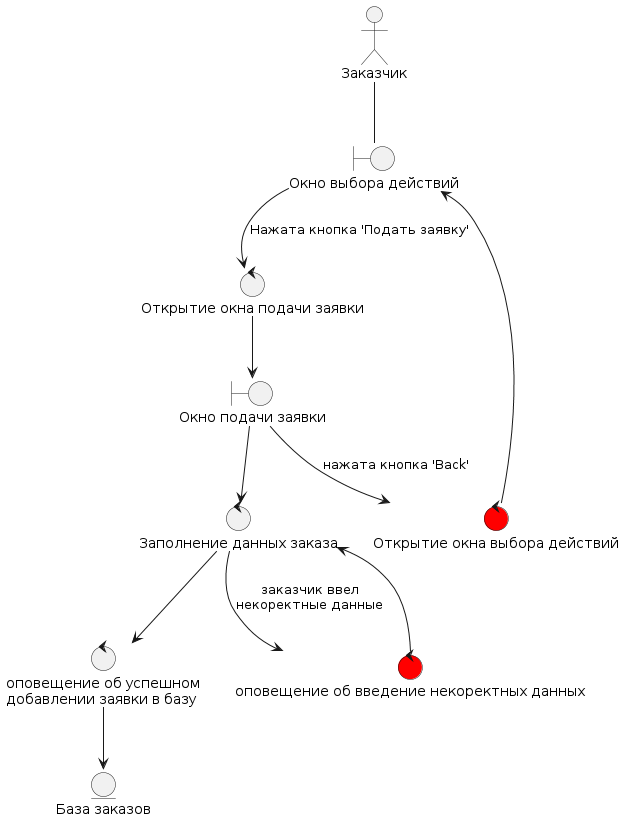 Заказчик
Окно выбора действий
Нажата кнопка 'Подать заявку'
Открытие окна подачи заявки
Окно подачи заявки
нажата кнопка 'Back'
Заполнение данных заказа
Открытие окна выбора действий
заказчик ввел
некоректные данные
оповещение об успешном
добавлении заявки в базу
оповещение об введение некоректных данных
База заказов